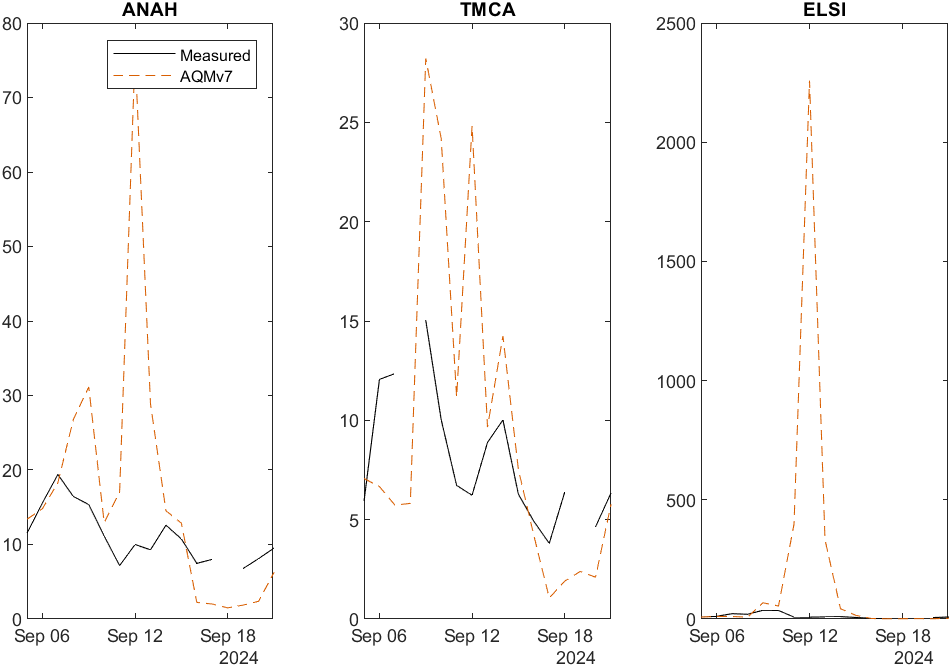 ANAH
80
70
60
50
40
30
20
10
0
Measured
AQMv7
Sep 06
Sep 12
Sep 18
2024
TMCA
30
25
20
15
10
5
0
Sep 06
Sep 12
Sep 18
2024
ELSI
2500
2000
1500
1000
500
0
Sep 06
Sep 12
Sep 18
2024